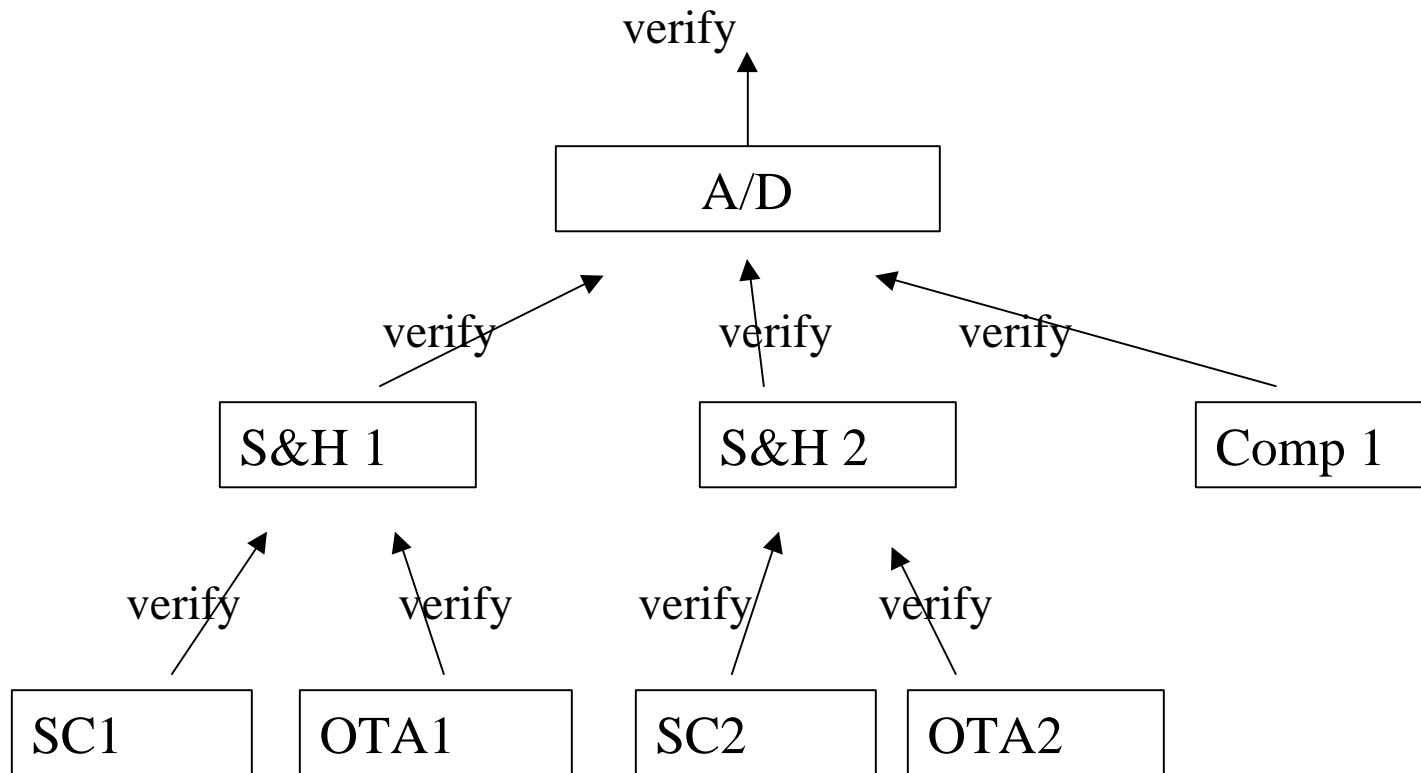 verify
A/D
verify verify verify
S&H 1 S&H 2 Comp 1
verify verify verify verify
SC1 OTA1 SC2 OTA2